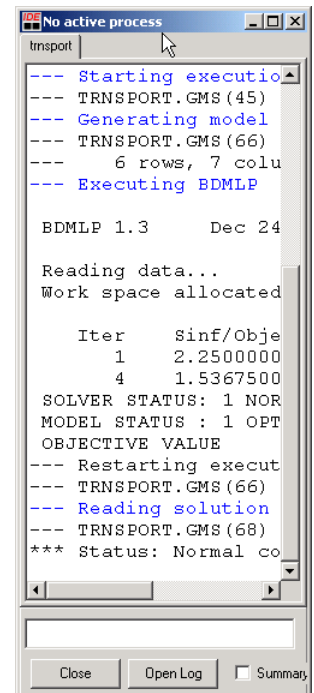 IDE No active process
trnsport
--- Starting executio
--- TRNSPORT.GMS(45)
--- Generating model
--- TRNSPORT.GMS(66)
--- 6 rows, 7 colu
--- Executing BDMLP
BDMLP 1.3 Dec 24
Reading data...
Work space allocated
Iter Sinf/Obje
1 2.2500000
4 1.5367500
SOLVER STATUS: 1 NOR
MODEL STATUS : 1 OPT
OBJECTIVE VALUE
--- Restarting execut
--- TRNSPORT.GMS(66)
--- Reading solution
--- TRNSPORT.GMS(68)
*** Status: Normal co
Close Open Log Summary